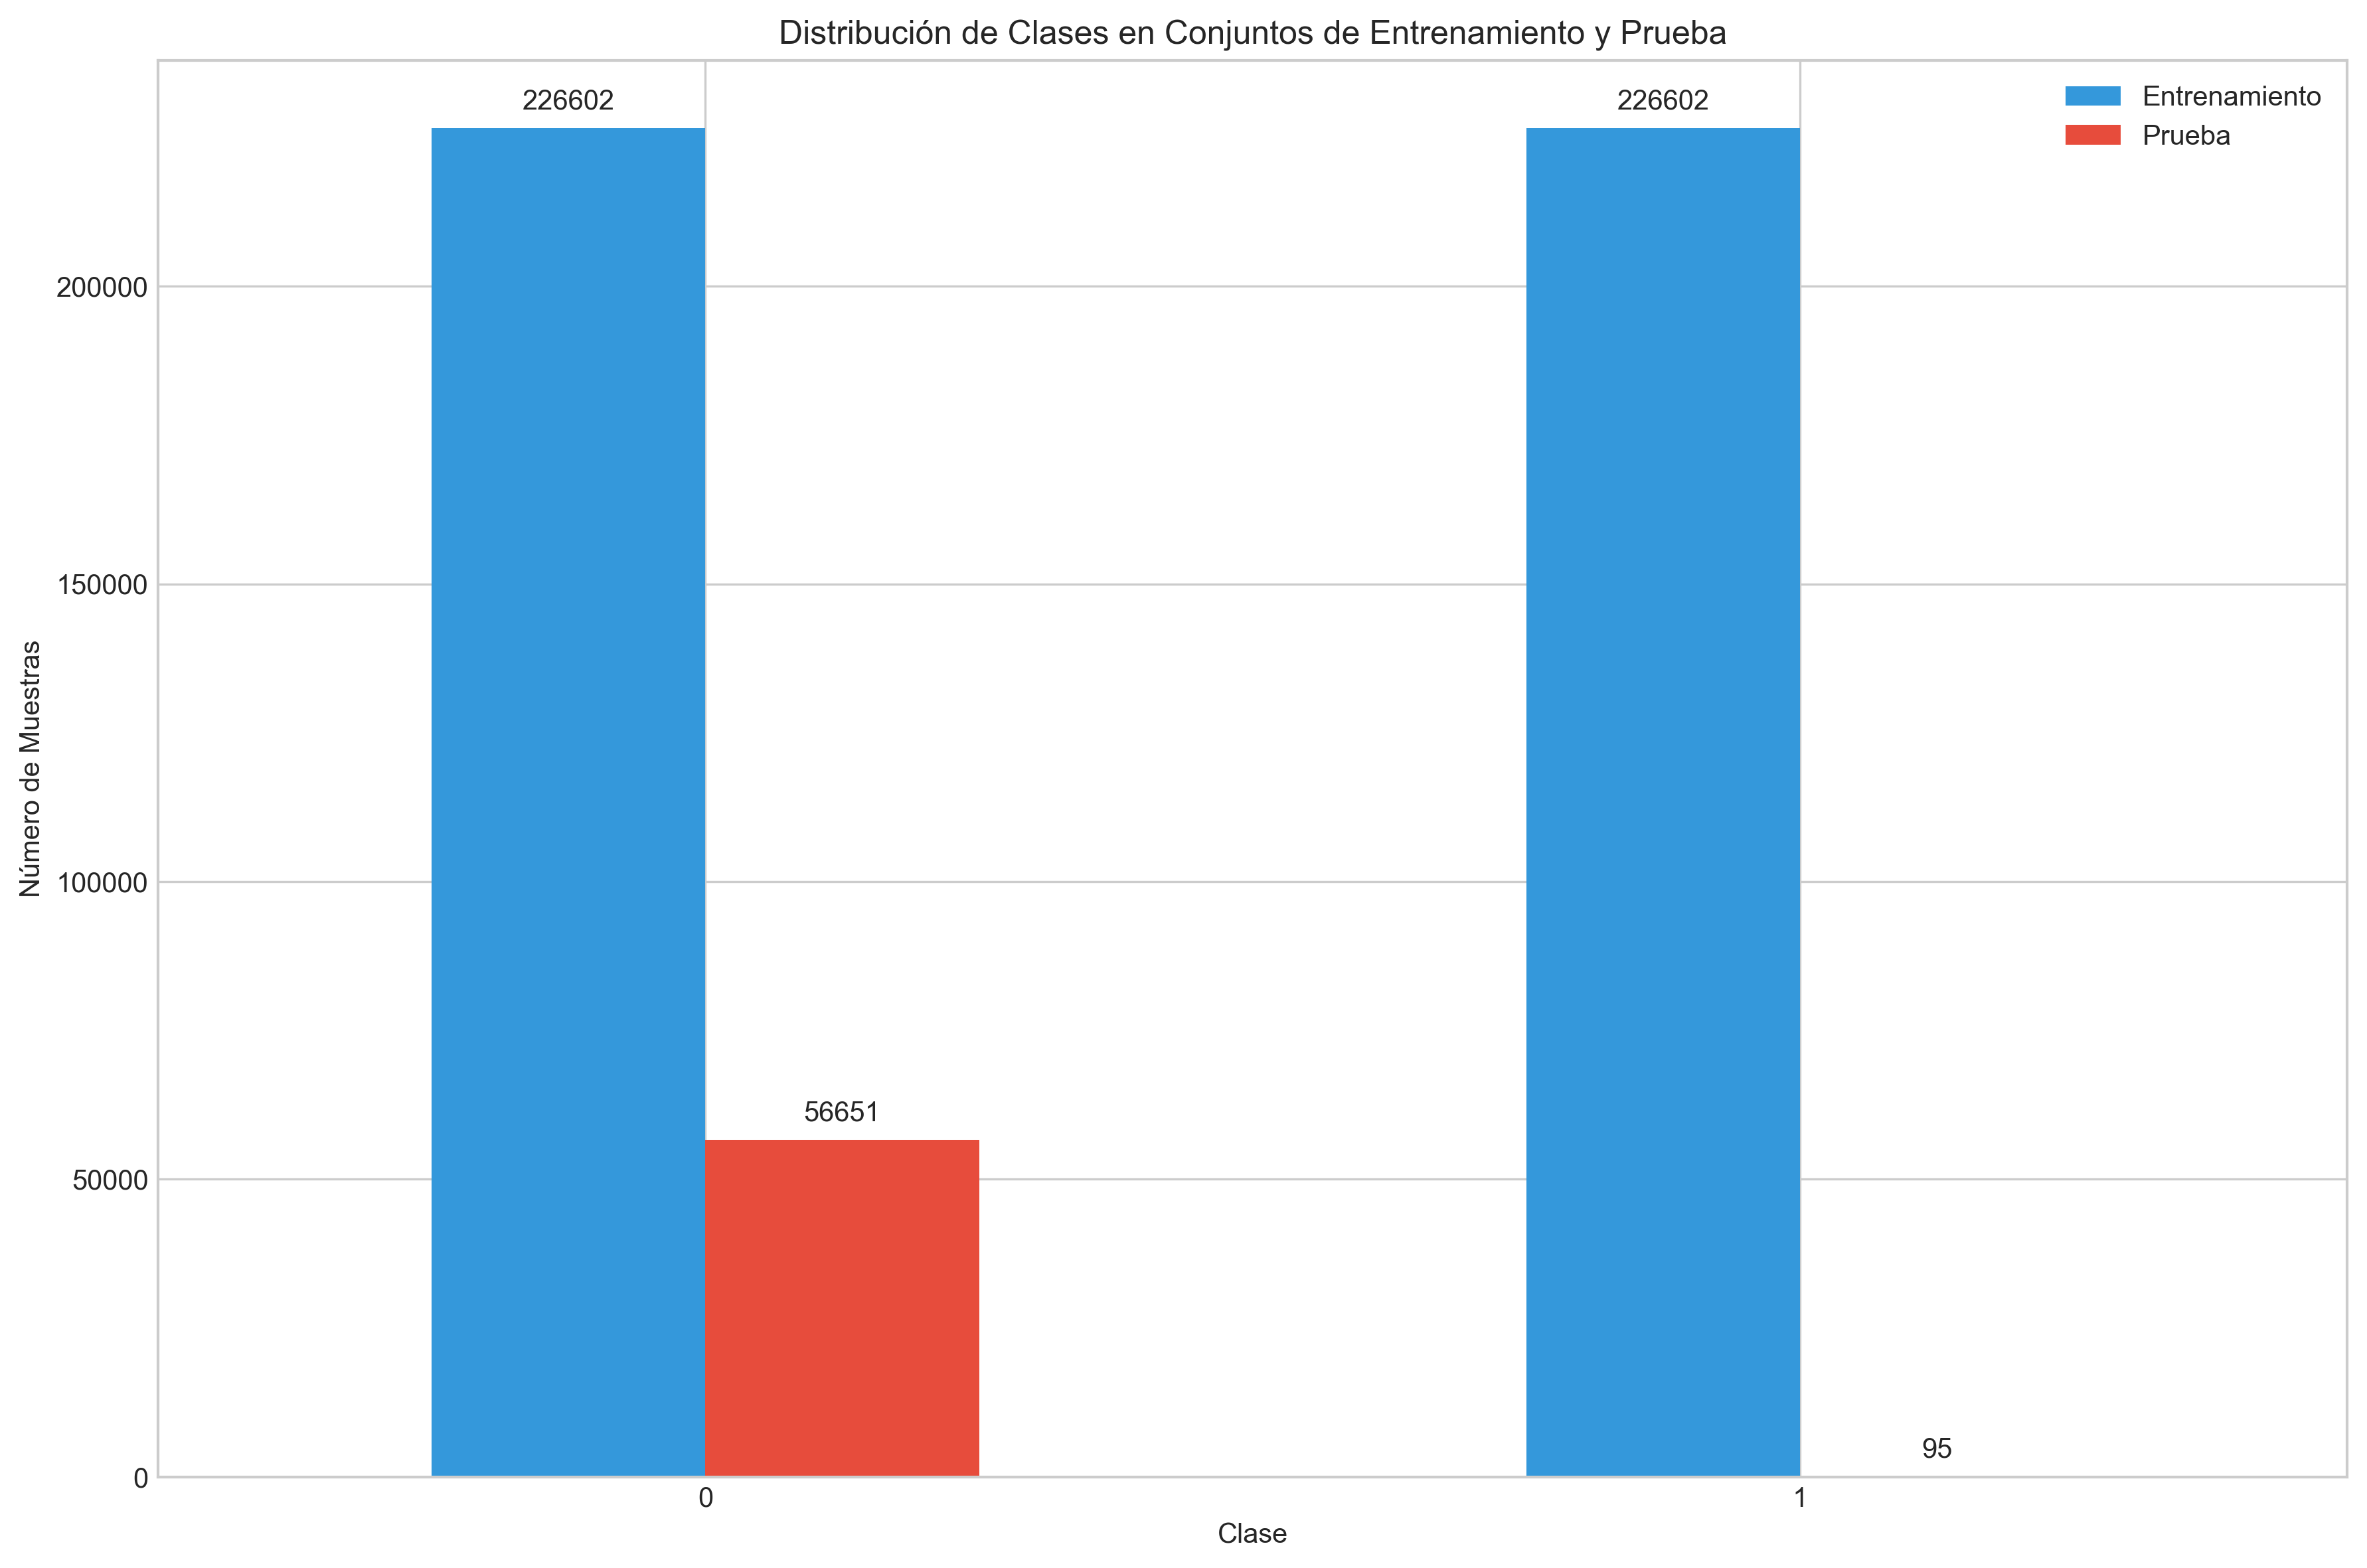 Distribución de Clases en Conjuntos de Entrenamiento y Prueba
226602
226602
Entrenamiento
Prueba
200000
150000
100000
50000
0
Número de Muestras
56651
95
0
1
Clase